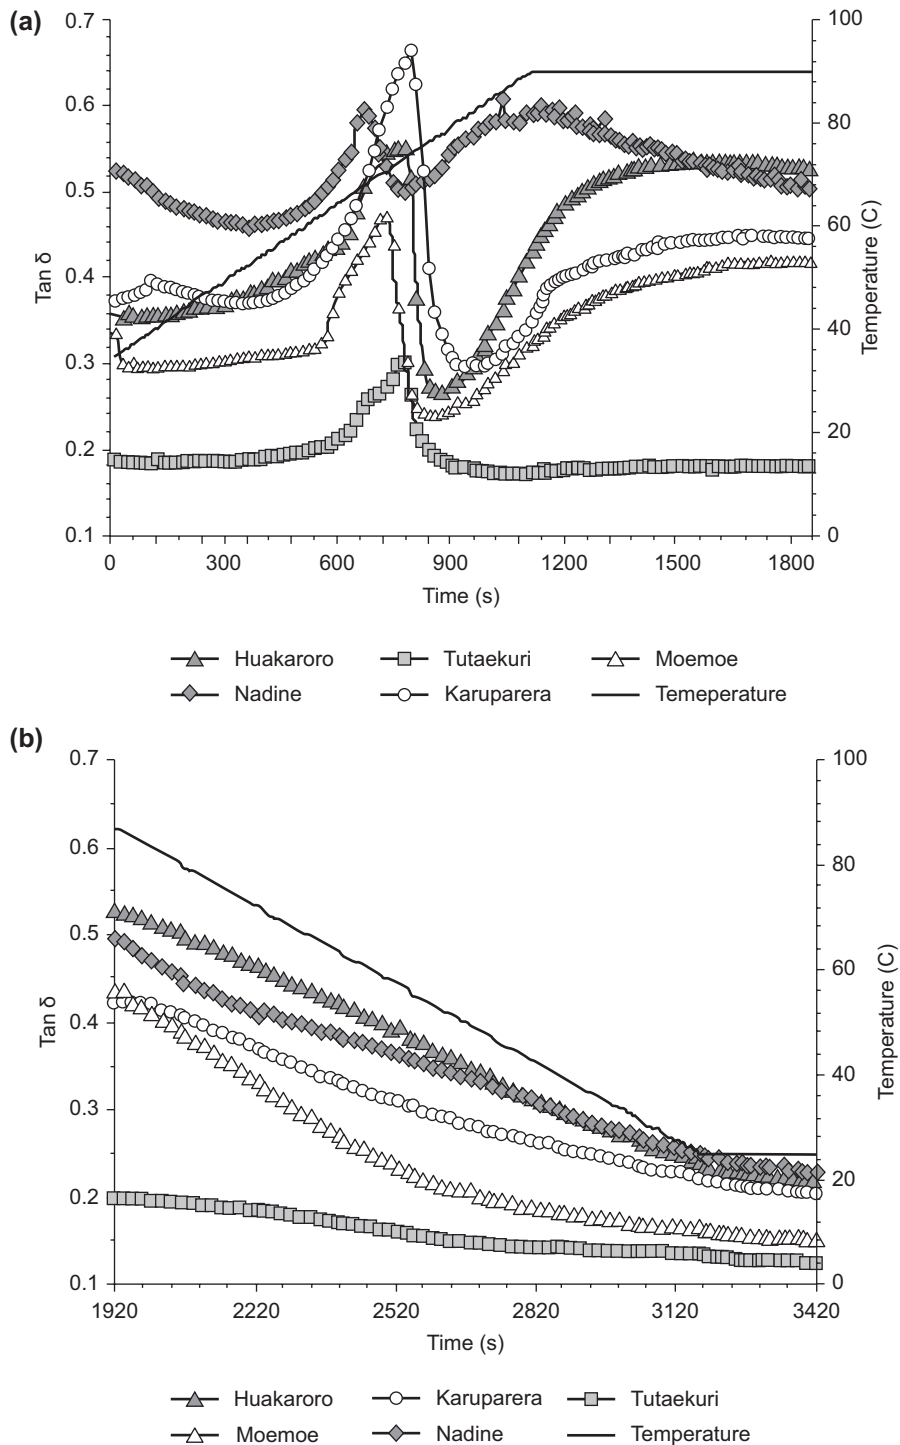 (a)
0.7
0.6
0.5
0.4
0.3
0.2
0.1
Tan δ
100
80
60
40
20
0
Temperature (C)
0 300 600 900 1200 1500 1800
Time (s)
Huakaroro Tutaekuri Moemoe
Nadine Karuparera Temeperature
(b)
0.7
0.6
0.5
0.4
0.3
0.2
0.1
Tan δ
100
80
60
40
20
0
Temperature (C)
1920 2220 2520 2820 3120 3420
Time (s)
Huakaroro Karuparera Tutaekuri
Moemoe Nadine Temperature